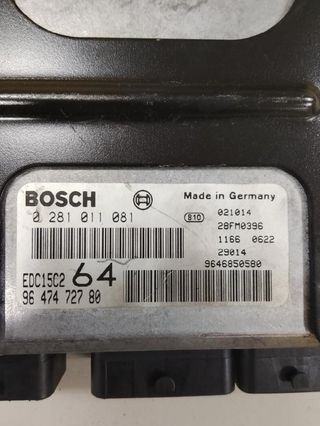 BOSCH
Made in Germany
0 281 011 081
810
021014
28FM0396
1166 0622
29014
9646850580
EDC15C2 64
96 474 727 80